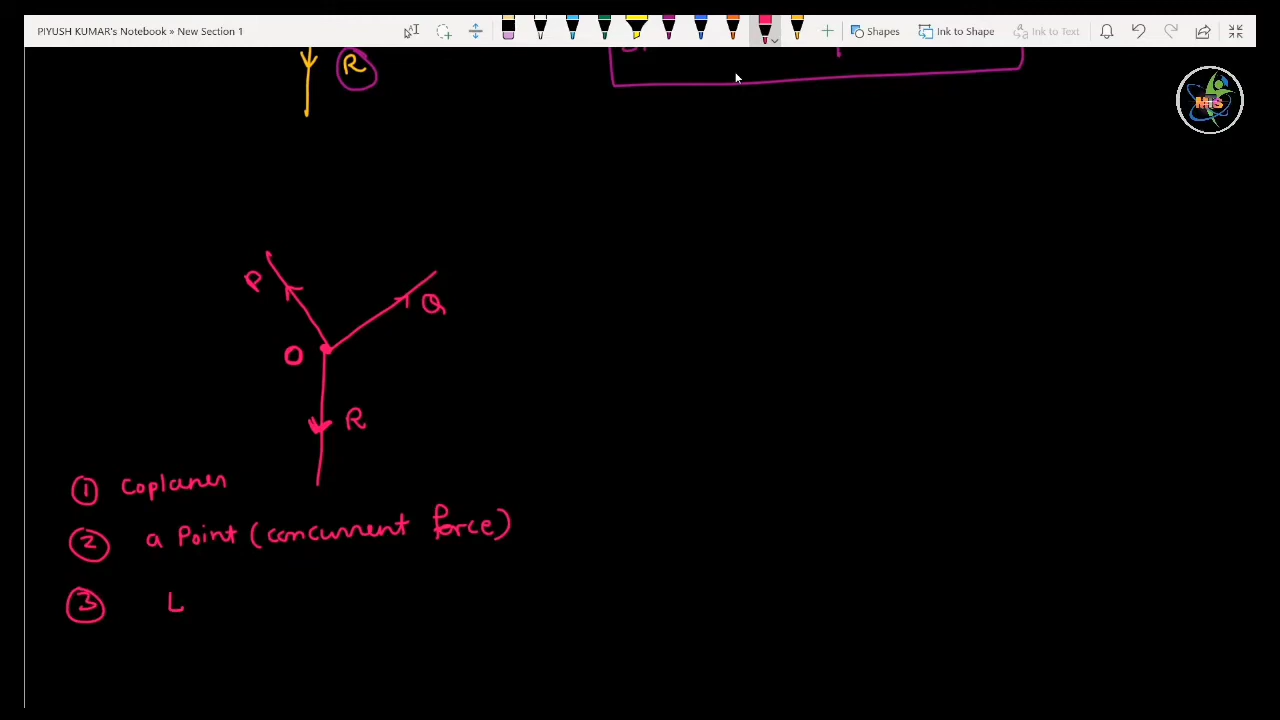 PIYUSH KUMAR's Notebook » New Section 1
Shapes
Ink to Shape
Ink to Text
R
Mis
P
Q
O
R
1 Coplaner
2 a Point (concurrent force)
3 L